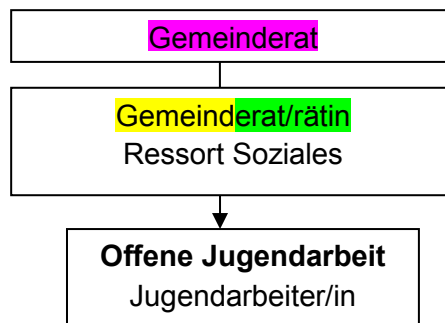 Gemeinderat
Gemeinderat/rätin
Ressort Soziales
Offene Jugendarbeit
Jugendarbeiter/in